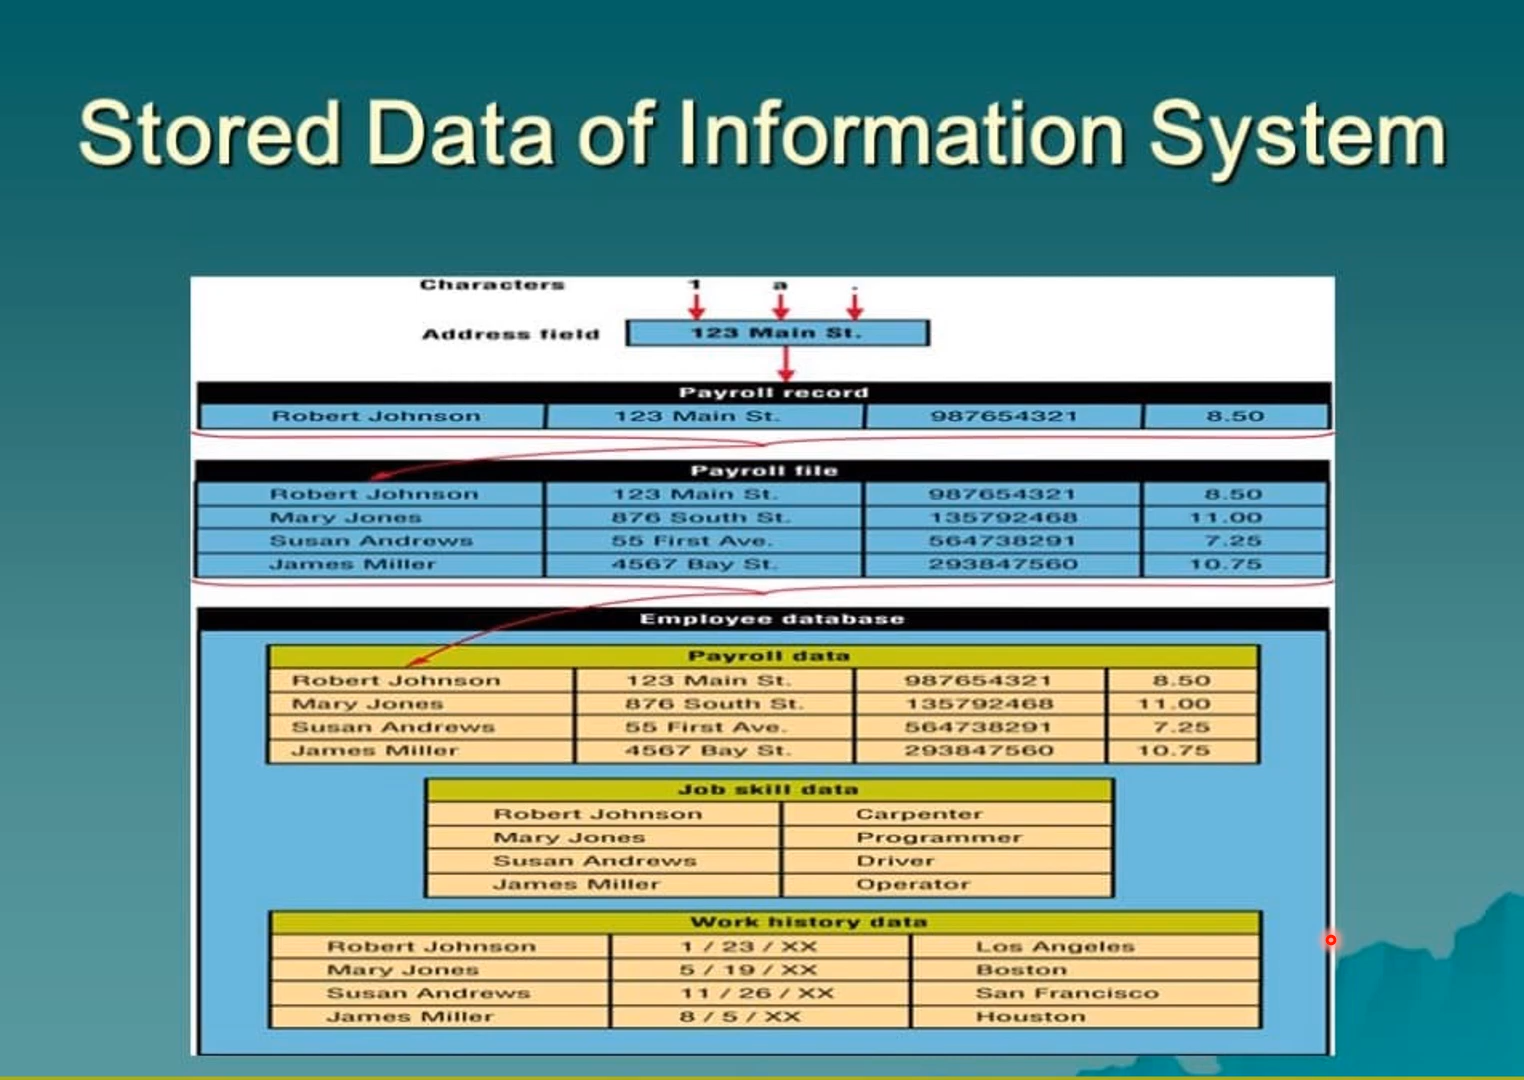 Stored Data of Information System
Characters 1 a .
Address field 123 Main St.
Payroll record
Robert Johnson 123 Main St. 987654321 8.50
Payroll file
Robert Johnson 123 Main St. 987654321 8.50
Mary Jones 876 South St. 135792468 11.00
Susan Andrews 55 First Ave. 564738291 7.25
James Miller 4567 Bay St. 293847560 10.75
Employee database
Payroll data
Robert Johnson 123 Main St. 987654321 8.50
Mary Jones 876 South St. 135792468 11.00
Susan Andrews 55 First Ave. 564738291 7.25
James Miller 4567 Bay St. 293847560 10.75
Job skill data
Robert Johnson Carpenter
Mary Jones Programmer
Susan Andrews Driver
James Miller Operator
Work history data
Robert Johnson 1 / 23 / XX Los Angeles
Mary Jones 5 / 19 / XX Boston
Susan Andrews 11 / 26 / XX San Francisco
James Miller 8 / 5 / XX Houston